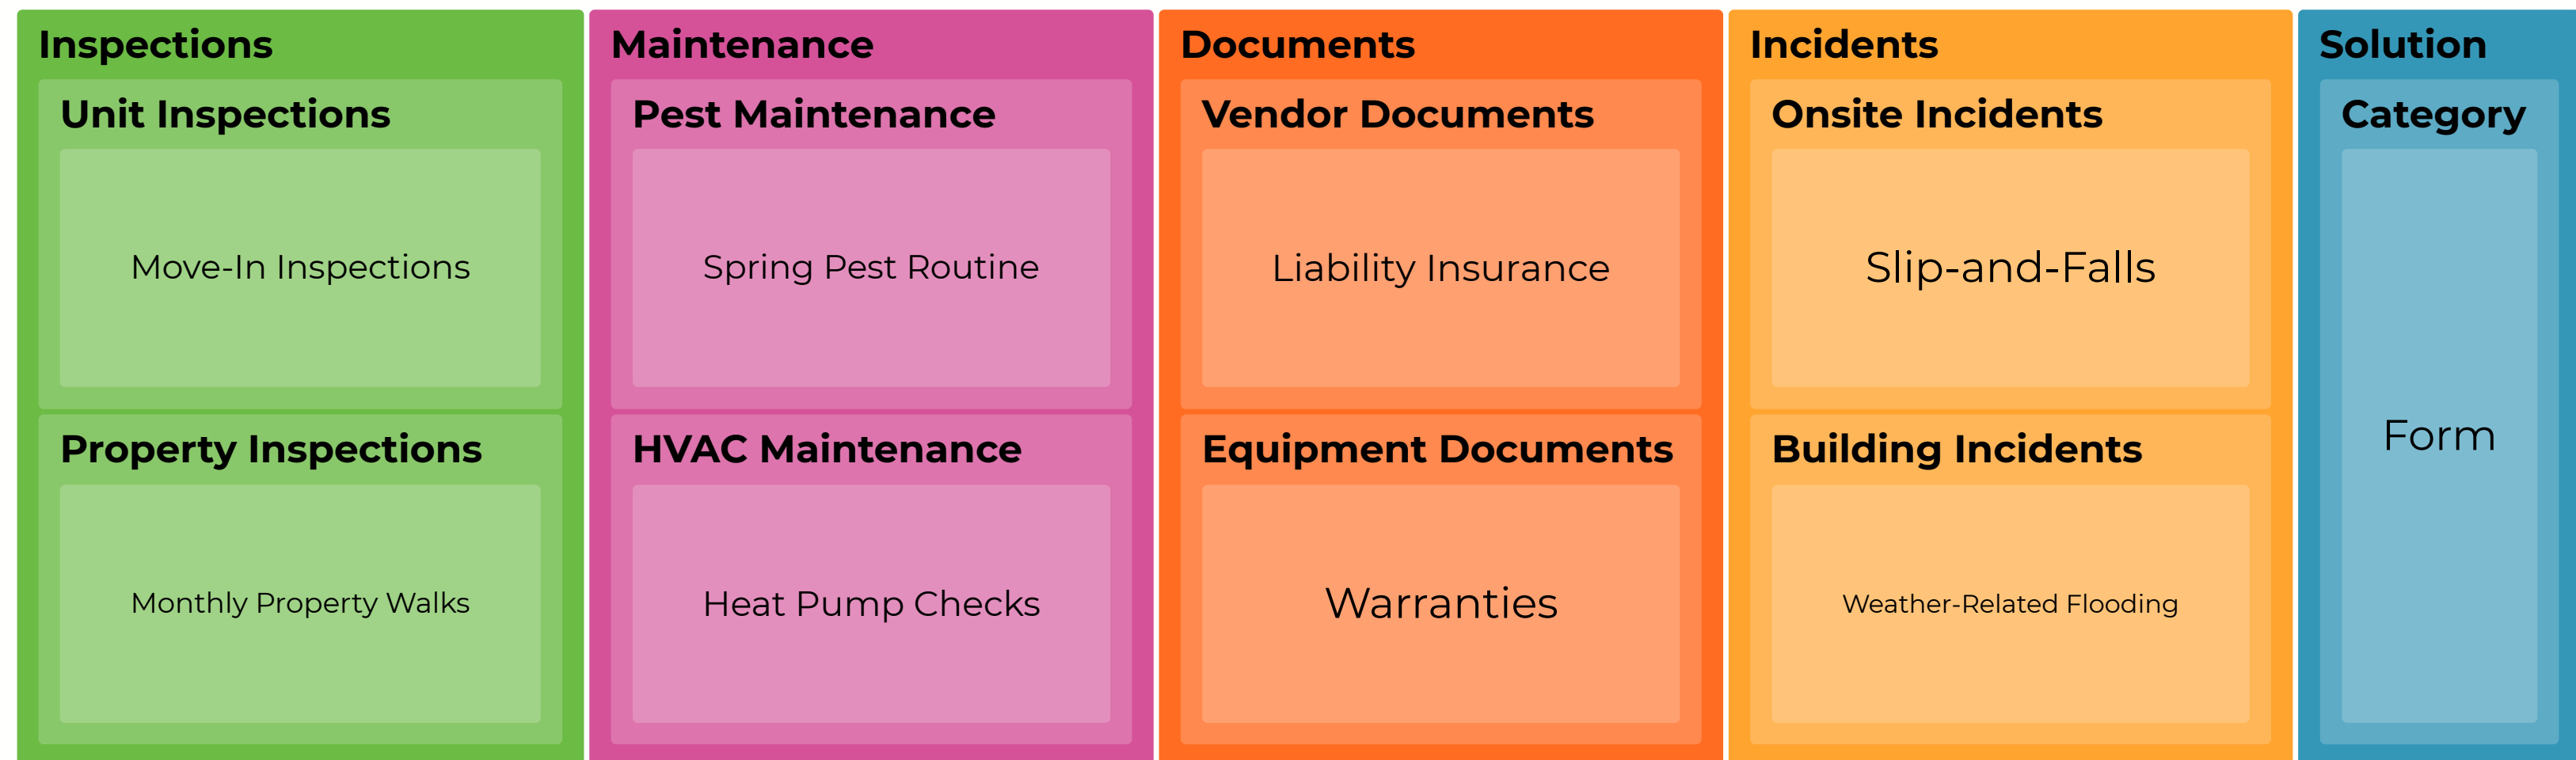 Inspections
Unit Inspections
Move-In Inspections
Property Inspections
Monthly Property Walks
Maintenance
Pest Maintenance
Spring Pest Routine
HVAC Maintenance
Heat Pump Checks
Documents
Vendor Documents
Liability Insurance
Equipment Documents
Warranties
Incidents
Onsite Incidents
Slip-and-Falls
Building Incidents
Weather-Related Flooding
Solution
Category
Form